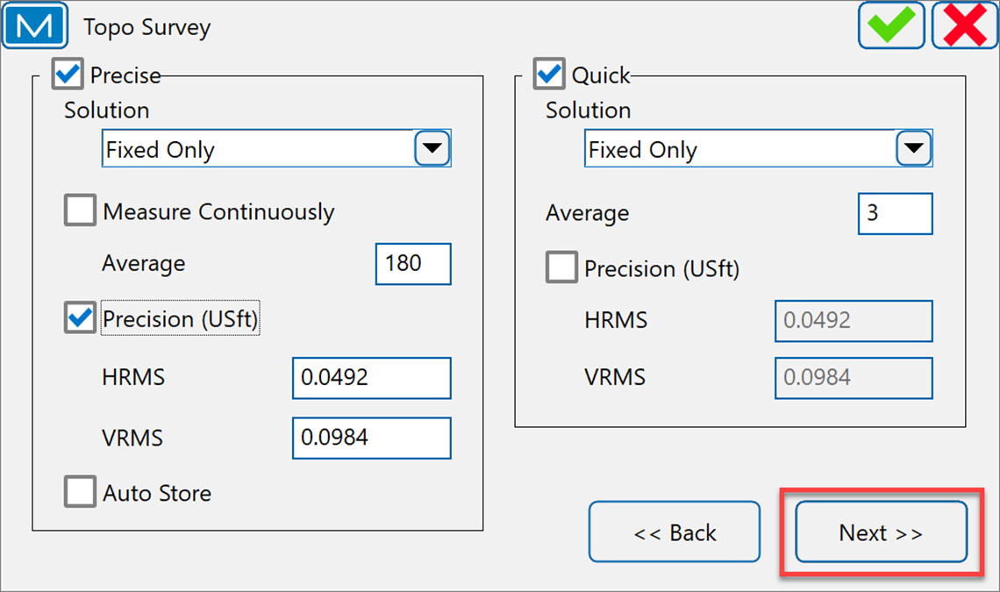 M Topo Survey
Precise
Solution
Fixed Only
Measure Continuously
Average 180
Precision (USft)
HRMS 0.0492
VRMS 0.0984
Auto Store
Quick
Solution
Fixed Only
Average 3
Precision (USft)
HRMS 0.0492
VRMS 0.0984
<< Back
Next >>